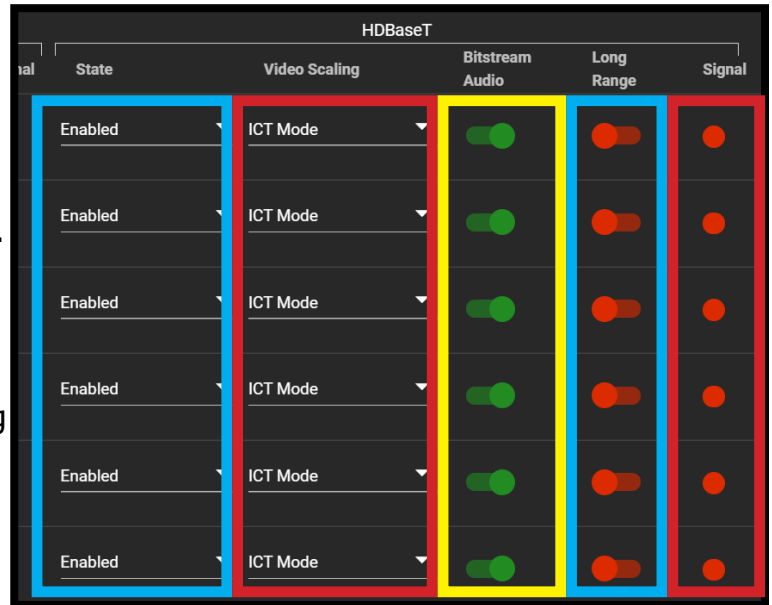 HDBaseT
State Video Scaling Bitstream Audio Long Range Signal
Enabled ICT Mode
Enabled ICT Mode
Enabled ICT Mode
Enabled ICT Mode
Enabled ICT Mode
Enabled ICT Mode